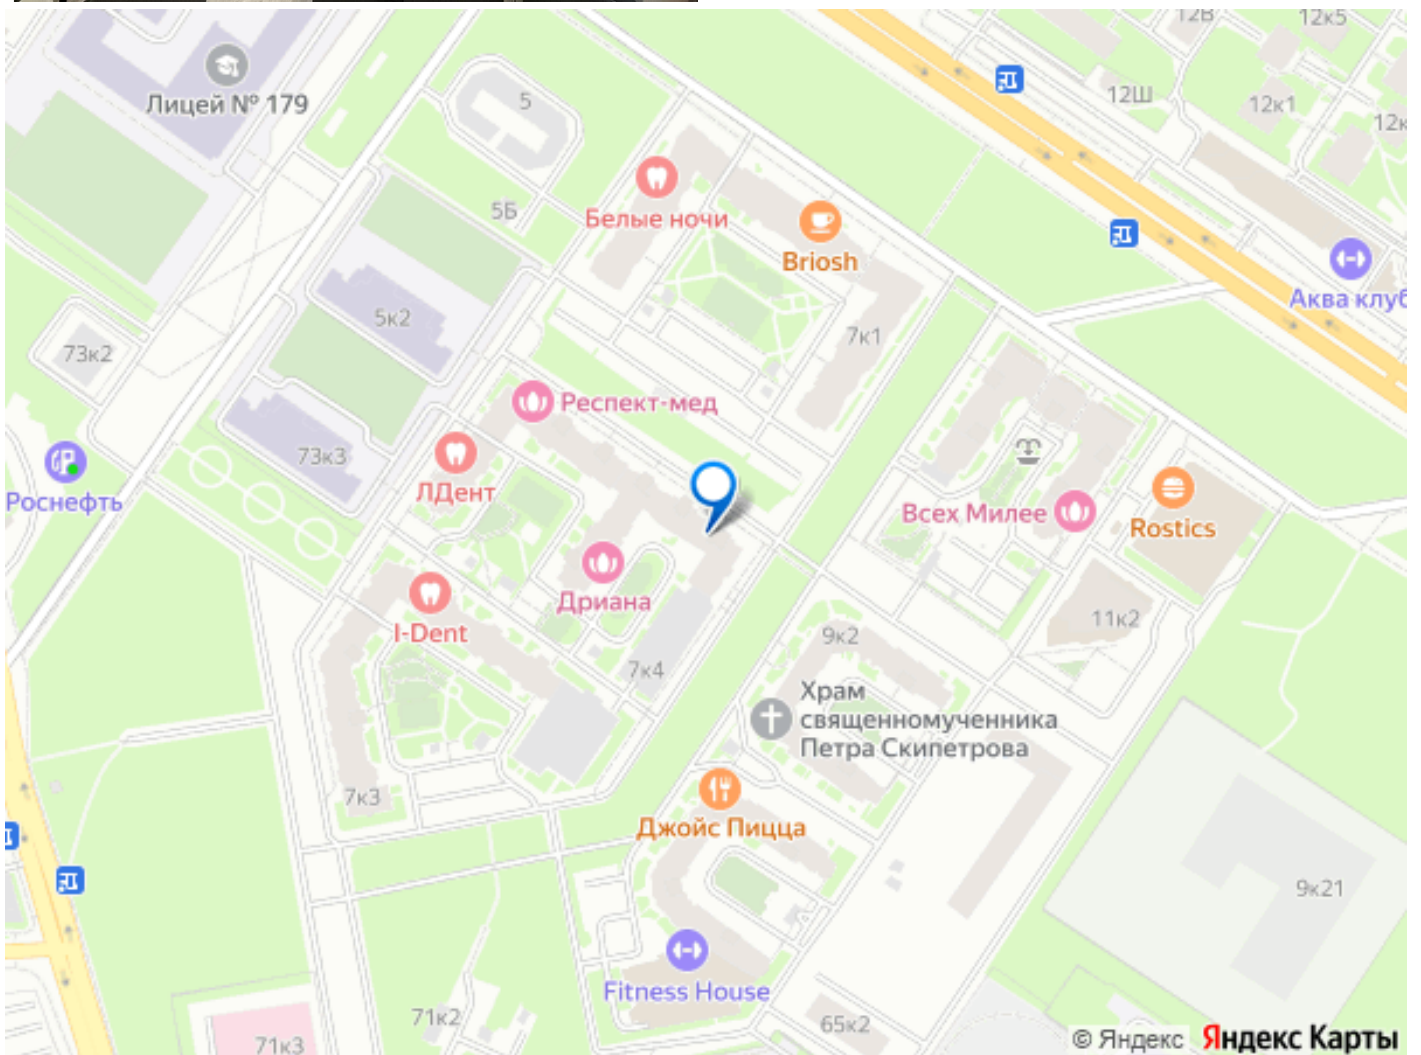 12В
12к5
Лицей № 179
5
12Ш
12к1
12к
5Б
Белые ночи
Briosh
Аква клуб
5к2
7к1
73к2
Респект-мед
73к3
ЛДент
Роснефть
Всех Милее
Rostics
Дриана
I-Dent
11к2
9к2
7к4
Храм
священномученника
Петра Скипетрова
7к3
Джойс Пицца
9к21
Fitness House
71к2
65к2
71к3
© Яндекс Яндекс Карты